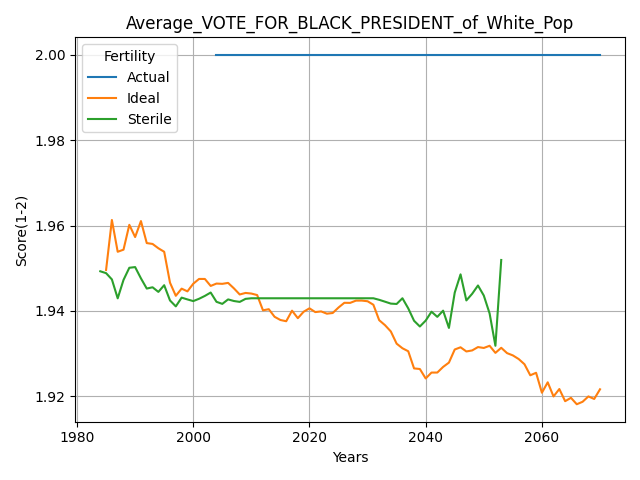 Average_VOTE_FOR_BLACK_PRESIDENT_of_White_Pop
Fertility
Actual
Ideal
Sterile
Score(1-2)
2.00
1.98
1.96
1.94
1.92
1980 2000 2020 2040 2060
Years